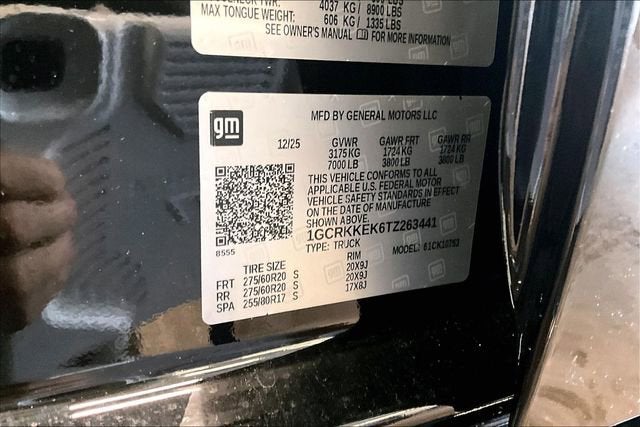 4037 KG / 8900 LBS
MAX TONGUE WEIGHT: 606 KG / 1335 LBS
SEE OWNER'S MANUAL FOR MORE INFORMATION
gm
MFD BY GENERAL MOTORS LLC
12/25 GVWR GAWR FRT GAWR RR
3175 KG 1724 KG 1724 KG
7000 LB 3800 LB 3800 LB
THIS VEHICLE CONFORMS TO ALL
APPLICABLE U.S. FEDERAL MOTOR
VEHICLE SAFETY STANDARDS IN EFFECT
ON THE DATE OF MANUFACTURE
SHOWN ABOVE.
1GCRKKEK6TZ263441
8555
TYPE: TRUCK MODEL:
TIRE SIZE RIM
FRT 275/60R20 S 20X9J
RR 275/60R20 S 20X9J
SPA 255/80R17 S 17X8J